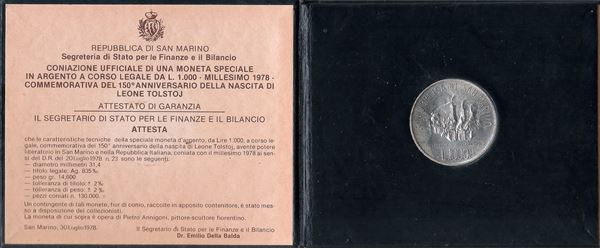 REPUBBLICA DI SAN MARINO
Segreteria di Stato per le Finanze e il Bilancio
CONIAZIONE UFFICIALE DI UNA MONETA SPECIALE
IN ARGENTO A CORSO LEGALE DA L. 1.000 - MILLESIMO 1978 -
COMMEMORATIVA DEL 150° ANNIVERSARIO DELLA NASCITA DI
LEONE TOLSTOJ
ATTESTATO DI GARANZIA
IL SEGRETARIO DI STATO PER LE FINANZE E IL BILANCIO
ATTESTA
che le caratteristiche tecniche della speciale moneta d'argento, da Lire 1.000, a corso le-
gale, commemorativa del 150° anniversario della nascita di Leone Tolstoj, avente potere
liberatorio in San Marino e nella Repubblica Italiana, coniata con il millesimo 1978 ai sen-
si del D.R. del 20 Luglio 1978 n. 23 sono le seguenti:
— diametro millimetri 31,4
— titolo legale: Ag. 835‰
— peso gr. 14,600
— tolleranza di titolo: ± 2‰
— tolleranza di peso: ± 2‰
— pezzi coniati n. 130.000. —
Un contingente di tali monete, fior di conio, racchiuse in apposito contenitore, è stato mes-
so a disposizione dei collezionisti.
La moneta di cui sopra è opera di Pietro Annigoni, pittore-scultore fiorentino.
San Marino, 30 Luglio 1978.
Il Segretario di Stato per le Finanze e il Bilancio
Dr. Emilio Della Balda